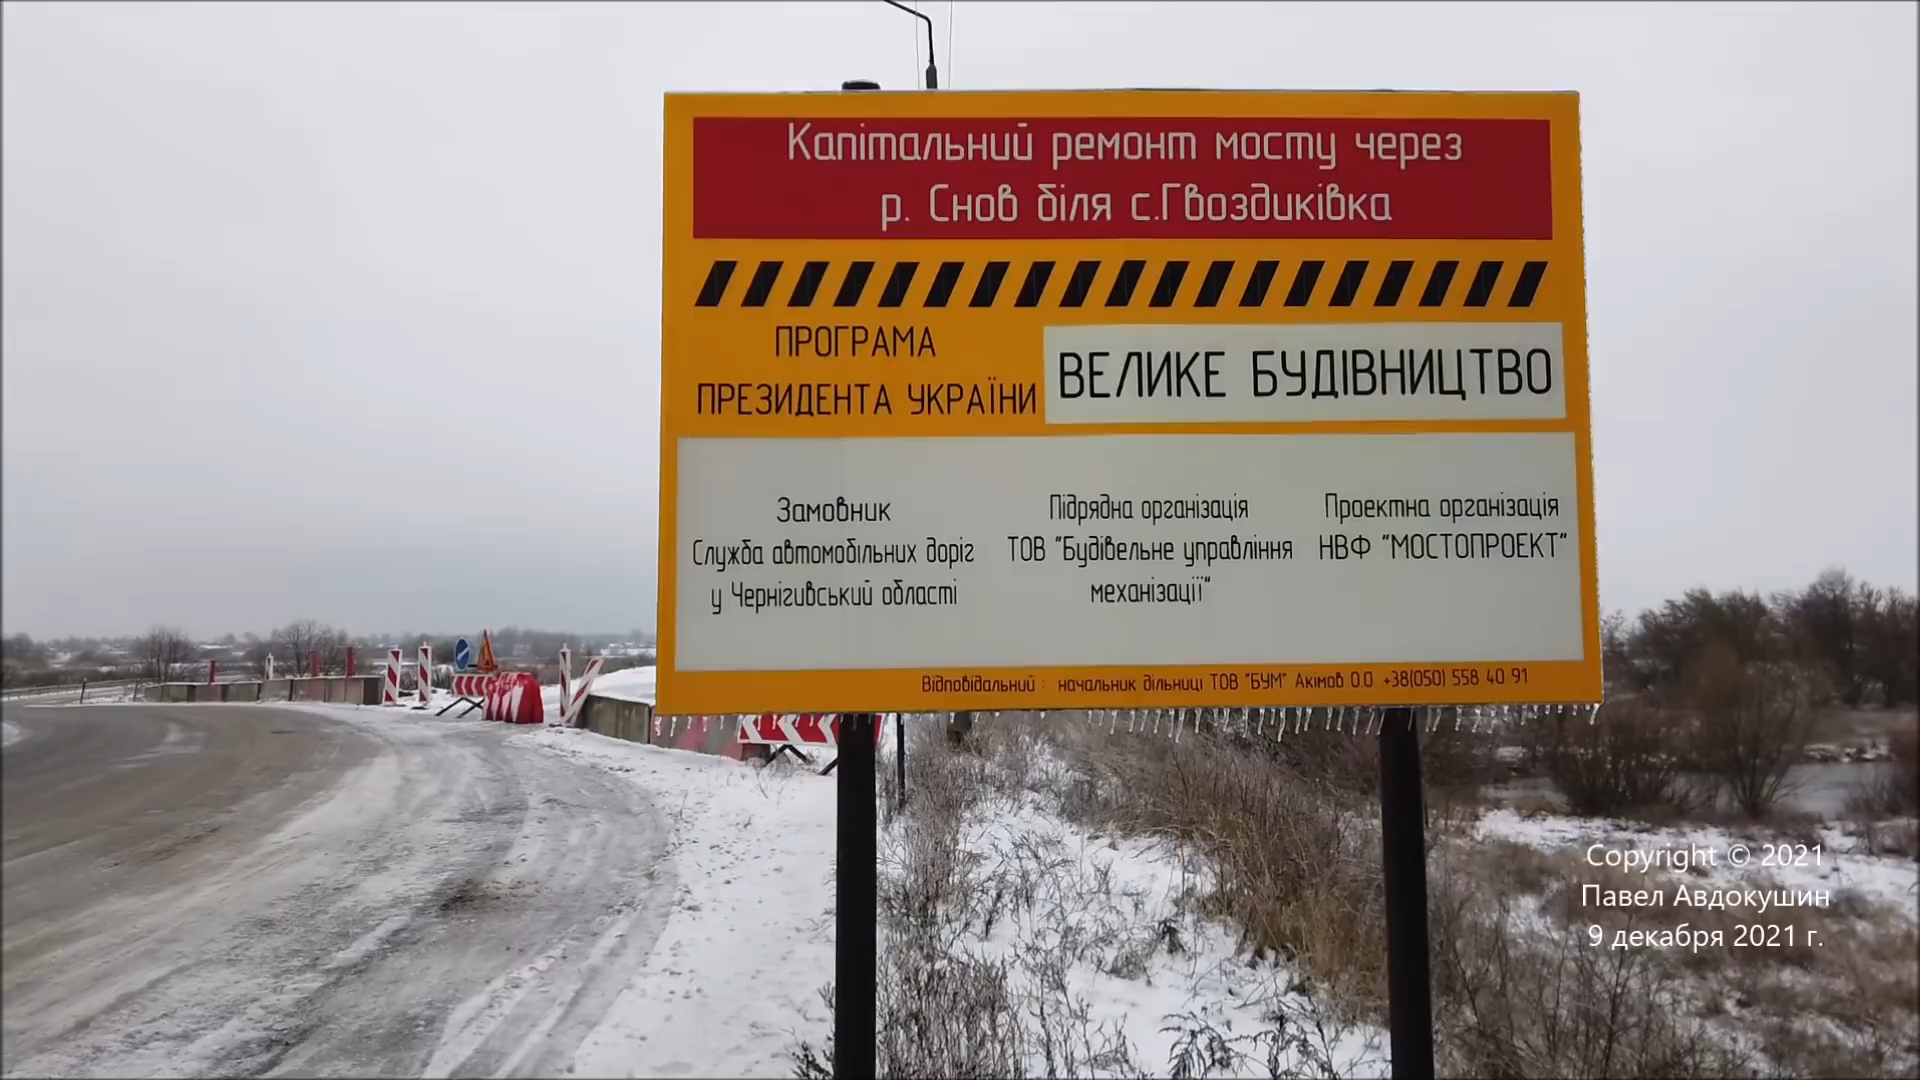 Капітальний ремонт мосту через
р. Снов біля с.Гвоздиківка
ПРОГРАМА
ПРЕЗИДЕНТА УКРАЇНИ
ВЕЛИКЕ БУДІВНИЦТВО
Замовник
Служба автомобільних доріг
у Чернігивський області
Підрядна організація
ТОВ "Будівельне управління
механізації"
Проектна організація
НВФ "МОСТОПРОЕКТ"
Відповідальний : начальник дільниці ТОВ "БУМ" Акімов О.О +38(050) 558 40 91
Copyright © 2021
Павел Авдокушин
9 декабря 2021 г.